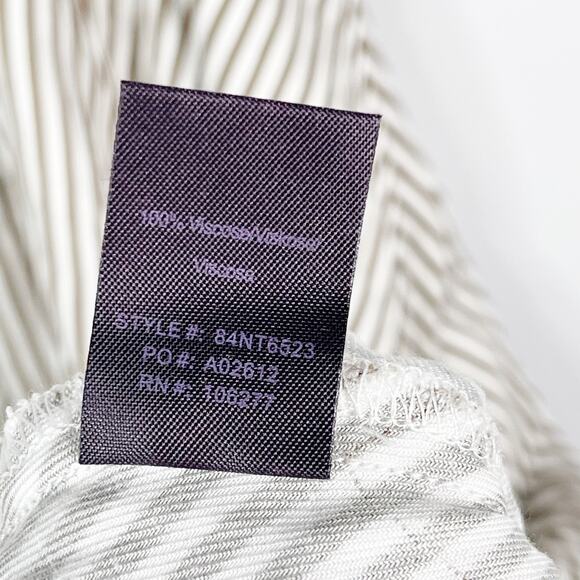 100% Viscose/Viskose/
Viscose
STYLE #: 84NT6523
PO #: A02612
RN #: 106277